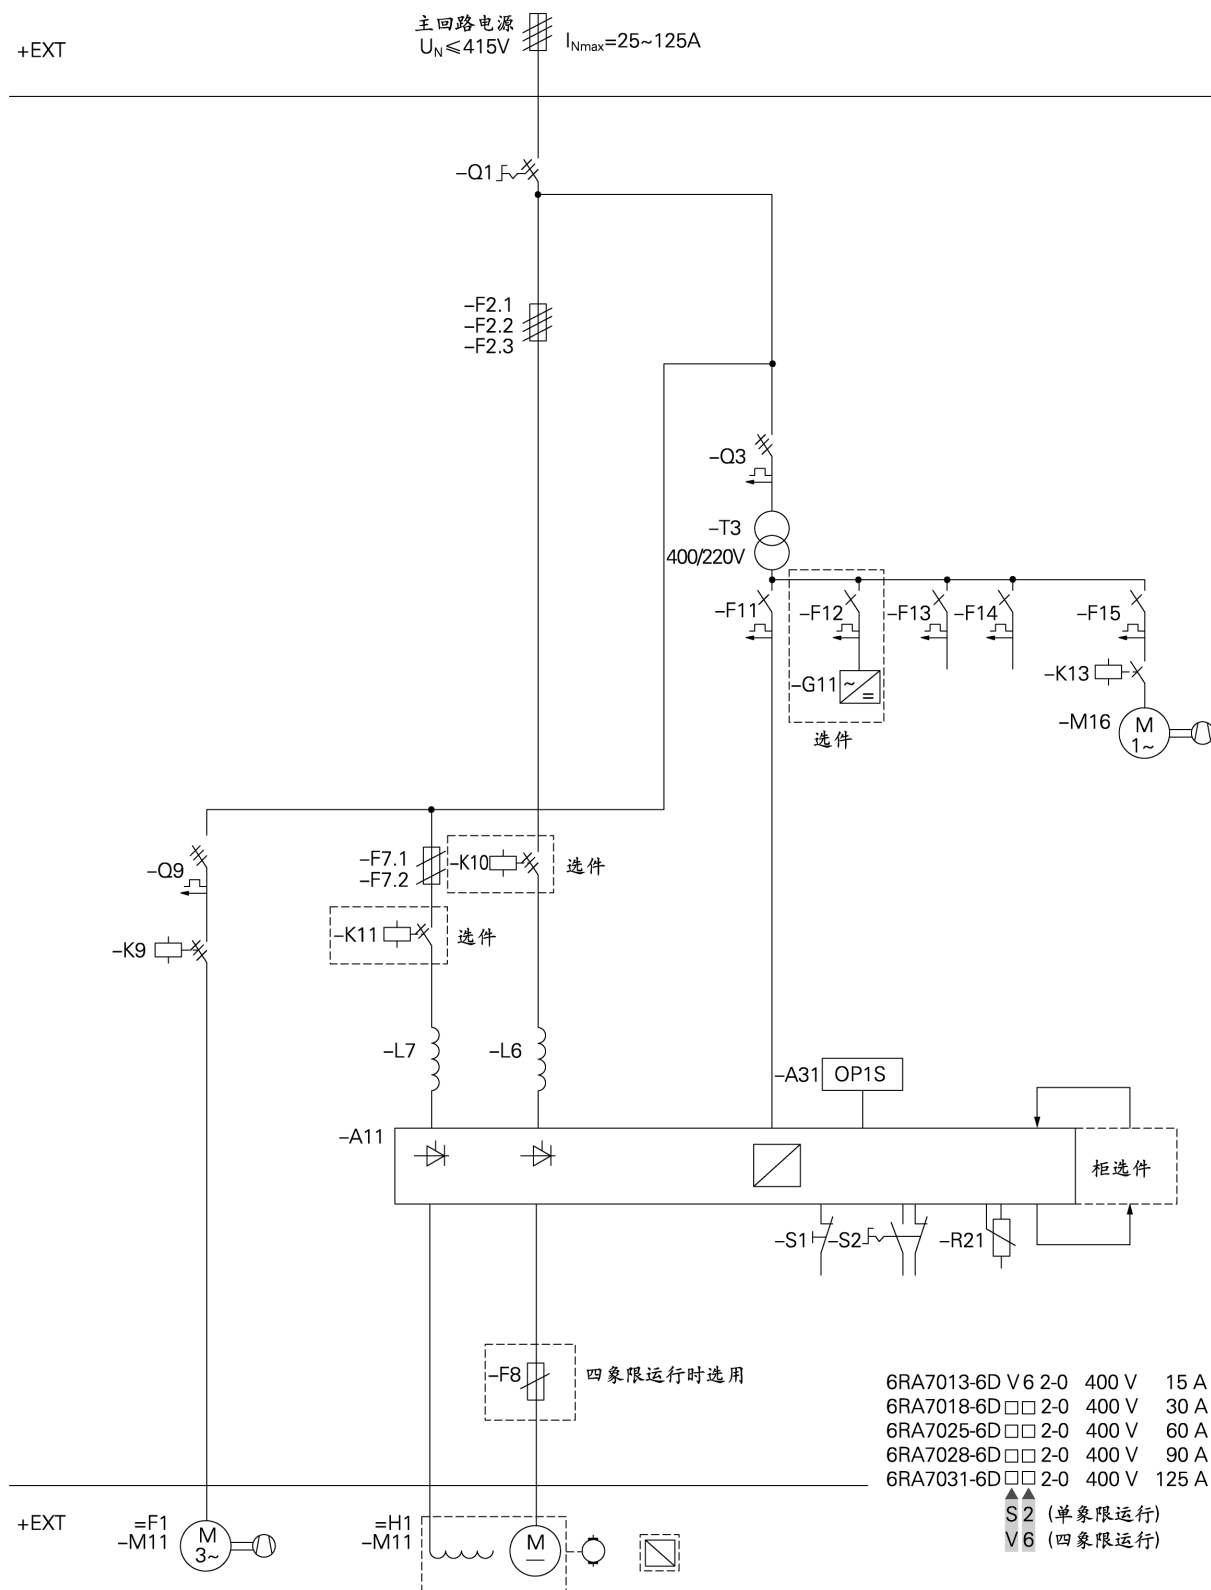 主回路电源
U_N≤415V
I_Nmax=25~125A
+EXT
–Q1
–F2.1
–F2.2
–F2.3
–Q3
–T3
400/220V
–F11
–F12
–F13
–F14
–F15
–G11
~
=
–K13
–M16
M
1~
选件
–Q9
–F7.1
–F7.2
–K10
选件
–K11
选件
–K9
–L7
–L6
–A31
OP1S
–A11
柜选件
–S1
–S2
–R21
–F8
四象限运行时选用
6RA7013-6D V 6 2-0 400 V 15 A
6RA7018-6D □ □ 2-0 400 V 30 A
6RA7025-6D □ □ 2-0 400 V 60 A
6RA7028-6D □ □ 2-0 400 V 90 A
6RA7031-6D □ □ 2-0 400 V 125 A
S 2 (单象限运行)
V 6 (四象限运行)
+EXT
=F1
–M11
M
3~
=H1
–M11
M